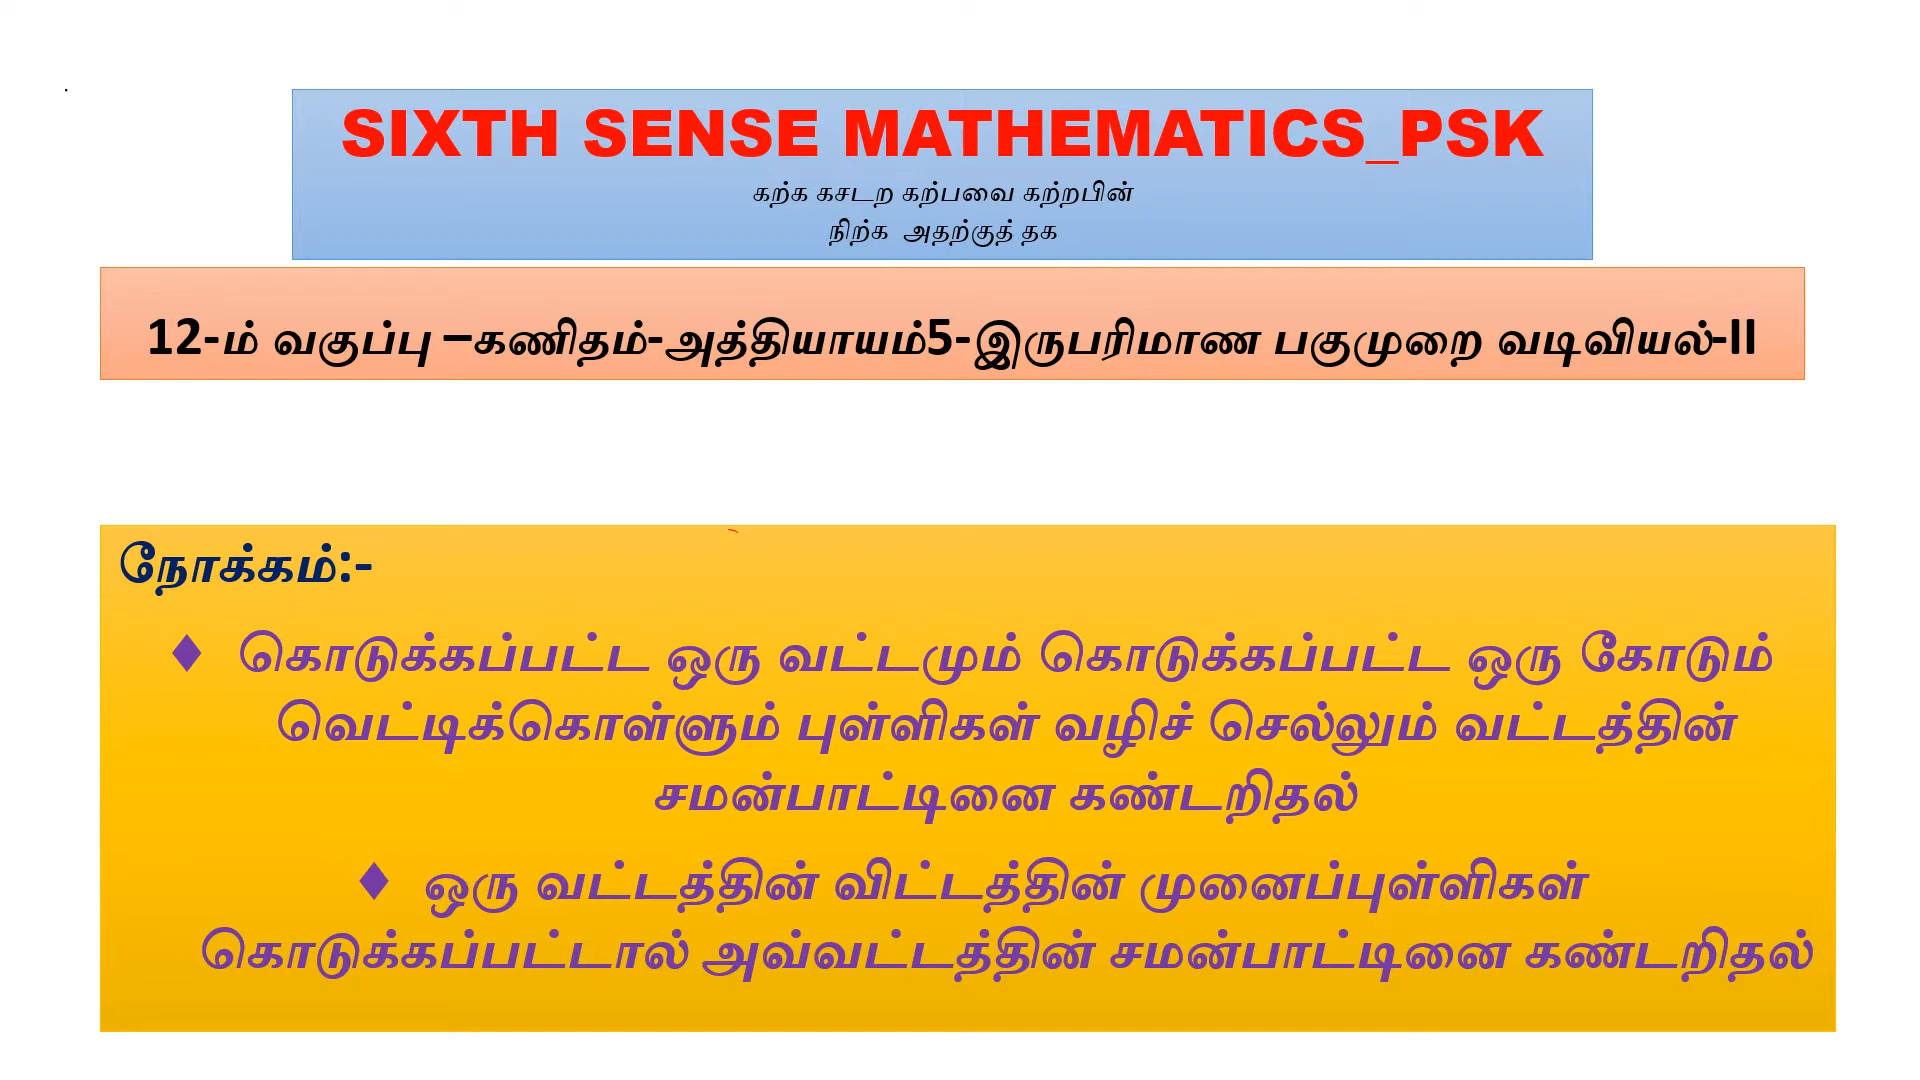 SIXTH SENSE MATHEMATICS_PSK
கற்க கசடற கற்பவை கற்றபின்
நிற்க அதற்குத் தக
12-ம் வகுப்பு –கணிதம்-அத்தியாயம்5-இருபரிமாண பகுமுறை வடிவியல்-II
நோக்கம்:-
♦ கொடுக்கப்பட்ட ஒரு வட்டமும் கொடுக்கப்பட்ட ஒரு கோடும்
வெட்டிக்கொள்ளும் புள்ளிகள் வழிச் செல்லும் வட்டத்தின்
சமன்பாட்டினை கண்டறிதல்
♦ ஒரு வட்டத்தின் விட்டத்தின் முனைப்புள்ளிகள்
கொடுக்கப்பட்டால் அவ்வட்டத்தின் சமன்பாட்டினை கண்டறிதல்